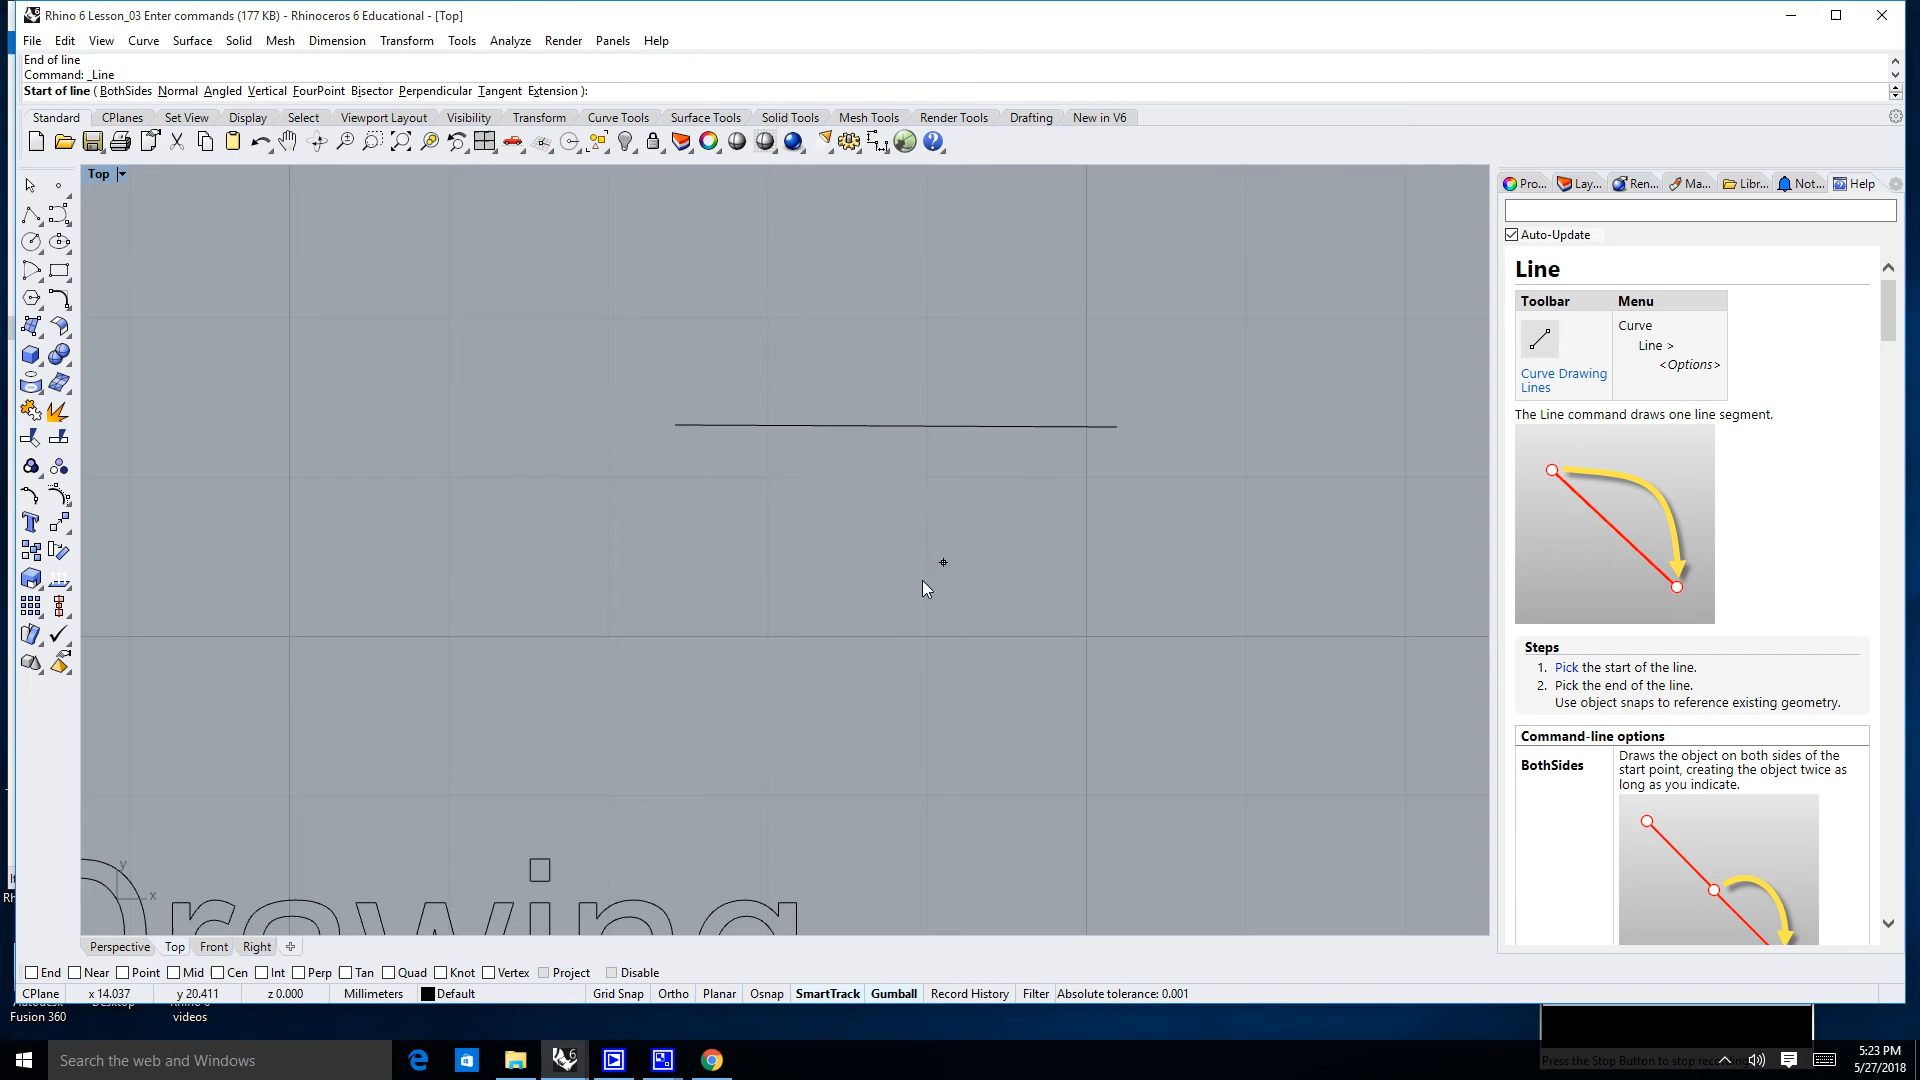 Rhino 6 Lesson_03 Enter commands (177 KB) - Rhinoceros 6 Educational - [Top]
File Edit View Curve Surface Solid Mesh Dimension Transform Tools Analyze Render Panels Help
End of line
Command: _Line
Start of line ( BothSides Normal Angled Vertical FourPoint Bisector Perpendicular Tangent Extension ):
Standard CPlanes Set View Display Select Viewport Layout Visibility Transform Curve Tools Surface Tools Solid Tools Mesh Tools Render Tools Drafting New in V6
Top
Pro... Lay... Ren... Ma... Libr... Not... Help
Auto-Update
Line
Toolbar Menu
Curve
Line >
<Options>
Curve Drawing
Lines
The Line command draws one line segment.
Steps
1. Pick the start of the line.
2. Pick the end of the line.
Use object snaps to reference existing geometry.
Command-line options
BothSides
Draws the object on both sides of the
start point, creating the object twice as
long as you indicate.
y
x
Drawing
Perspective Top Front Right
End Near Point Mid Cen Int Perp Tan Quad Knot Vertex Project Disable
CPlane x 14.037 y 20.411 z 0.000 Millimeters Default Grid Snap Ortho Planar Osnap SmartTrack Gumball Record History Filter Absolute tolerance: 0.001
Fusion 360
videos
Search the web and Windows
Press the Stop Button to stop
5:23 PM
5/27/2018